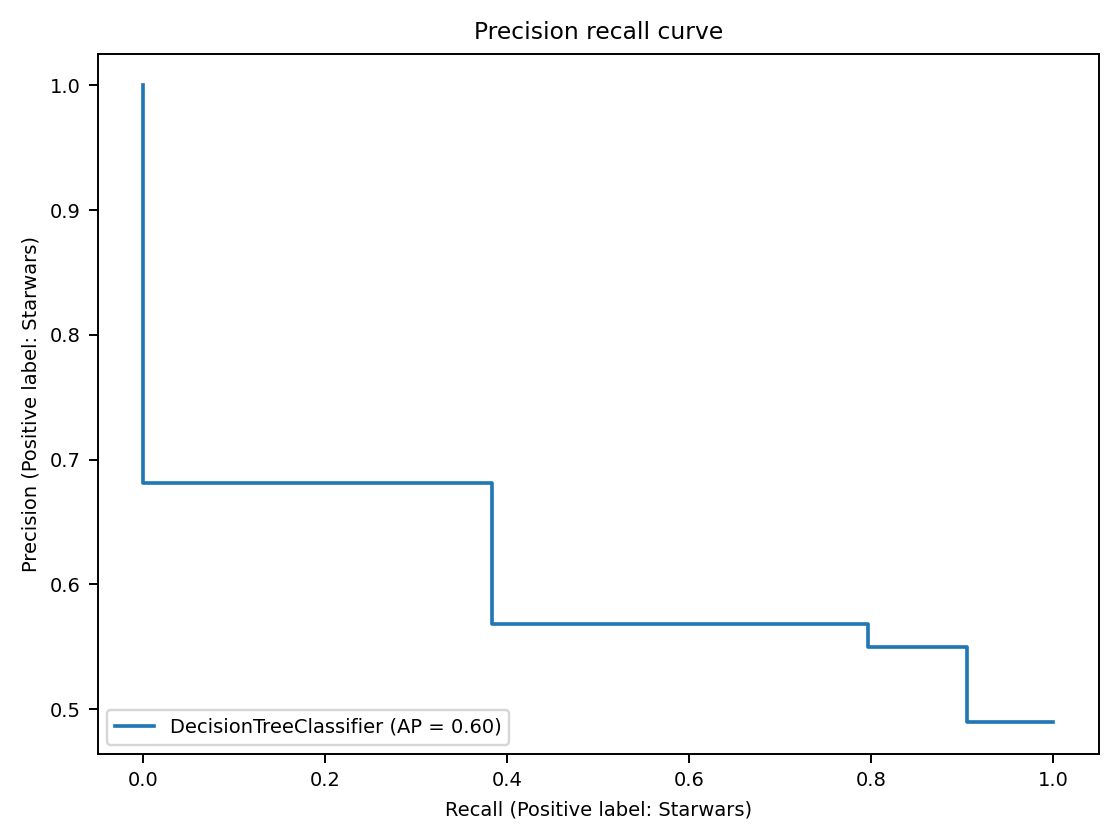 Precision recall curve
1.0
0.9
0.8
0.7
0.6
0.5
Precision (Positive label: Starwars)
DecisionTreeClassifier (AP = 0.60)
0.0 0.2 0.4 0.6 0.8 1.0
Recall (Positive label: Starwars)